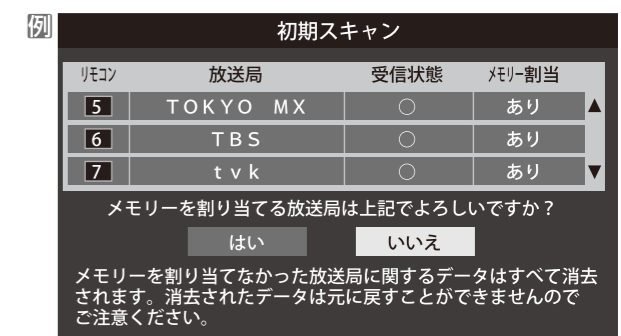 例
初期スキャン
リモコン 放送局 受信状態 メモリー割当
5 ＴＯＫＹＯ　ＭＸ ○ あり ▲
6 ＴＢＳ ○ あり
7 ｔｖｋ ○ あり ▼
メモリーを割り当てる放送局は上記でよろしいですか？
はい いいえ
メモリーを割り当てなかった放送局に関するデータはすべて消去
されます。消去されたデータは元に戻すことができませんので
ご注意ください。